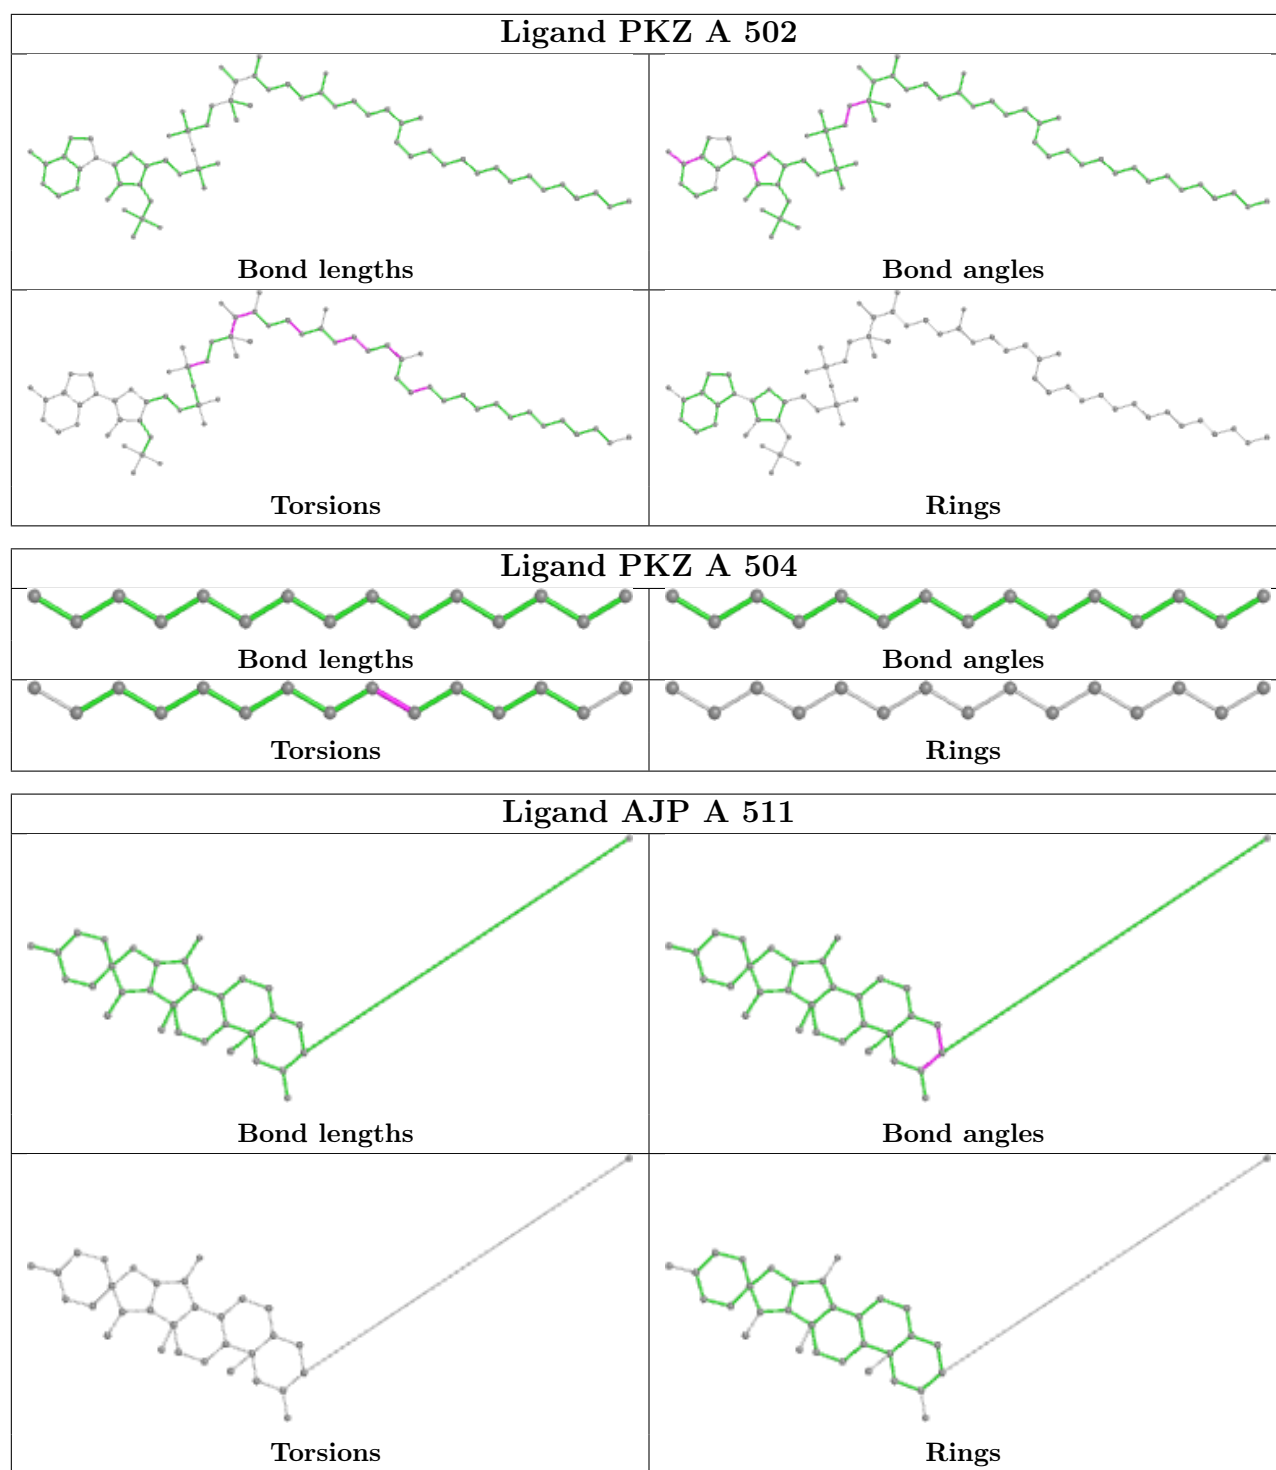 Ligand PKZ A 502
Bond lengths
Bond angles
Torsions
Rings
Ligand PKZ A 504
Bond lengths
Bond angles
Torsions
Rings
Ligand AJP A 511
Bond lengths
Bond angles
Torsions
Rings